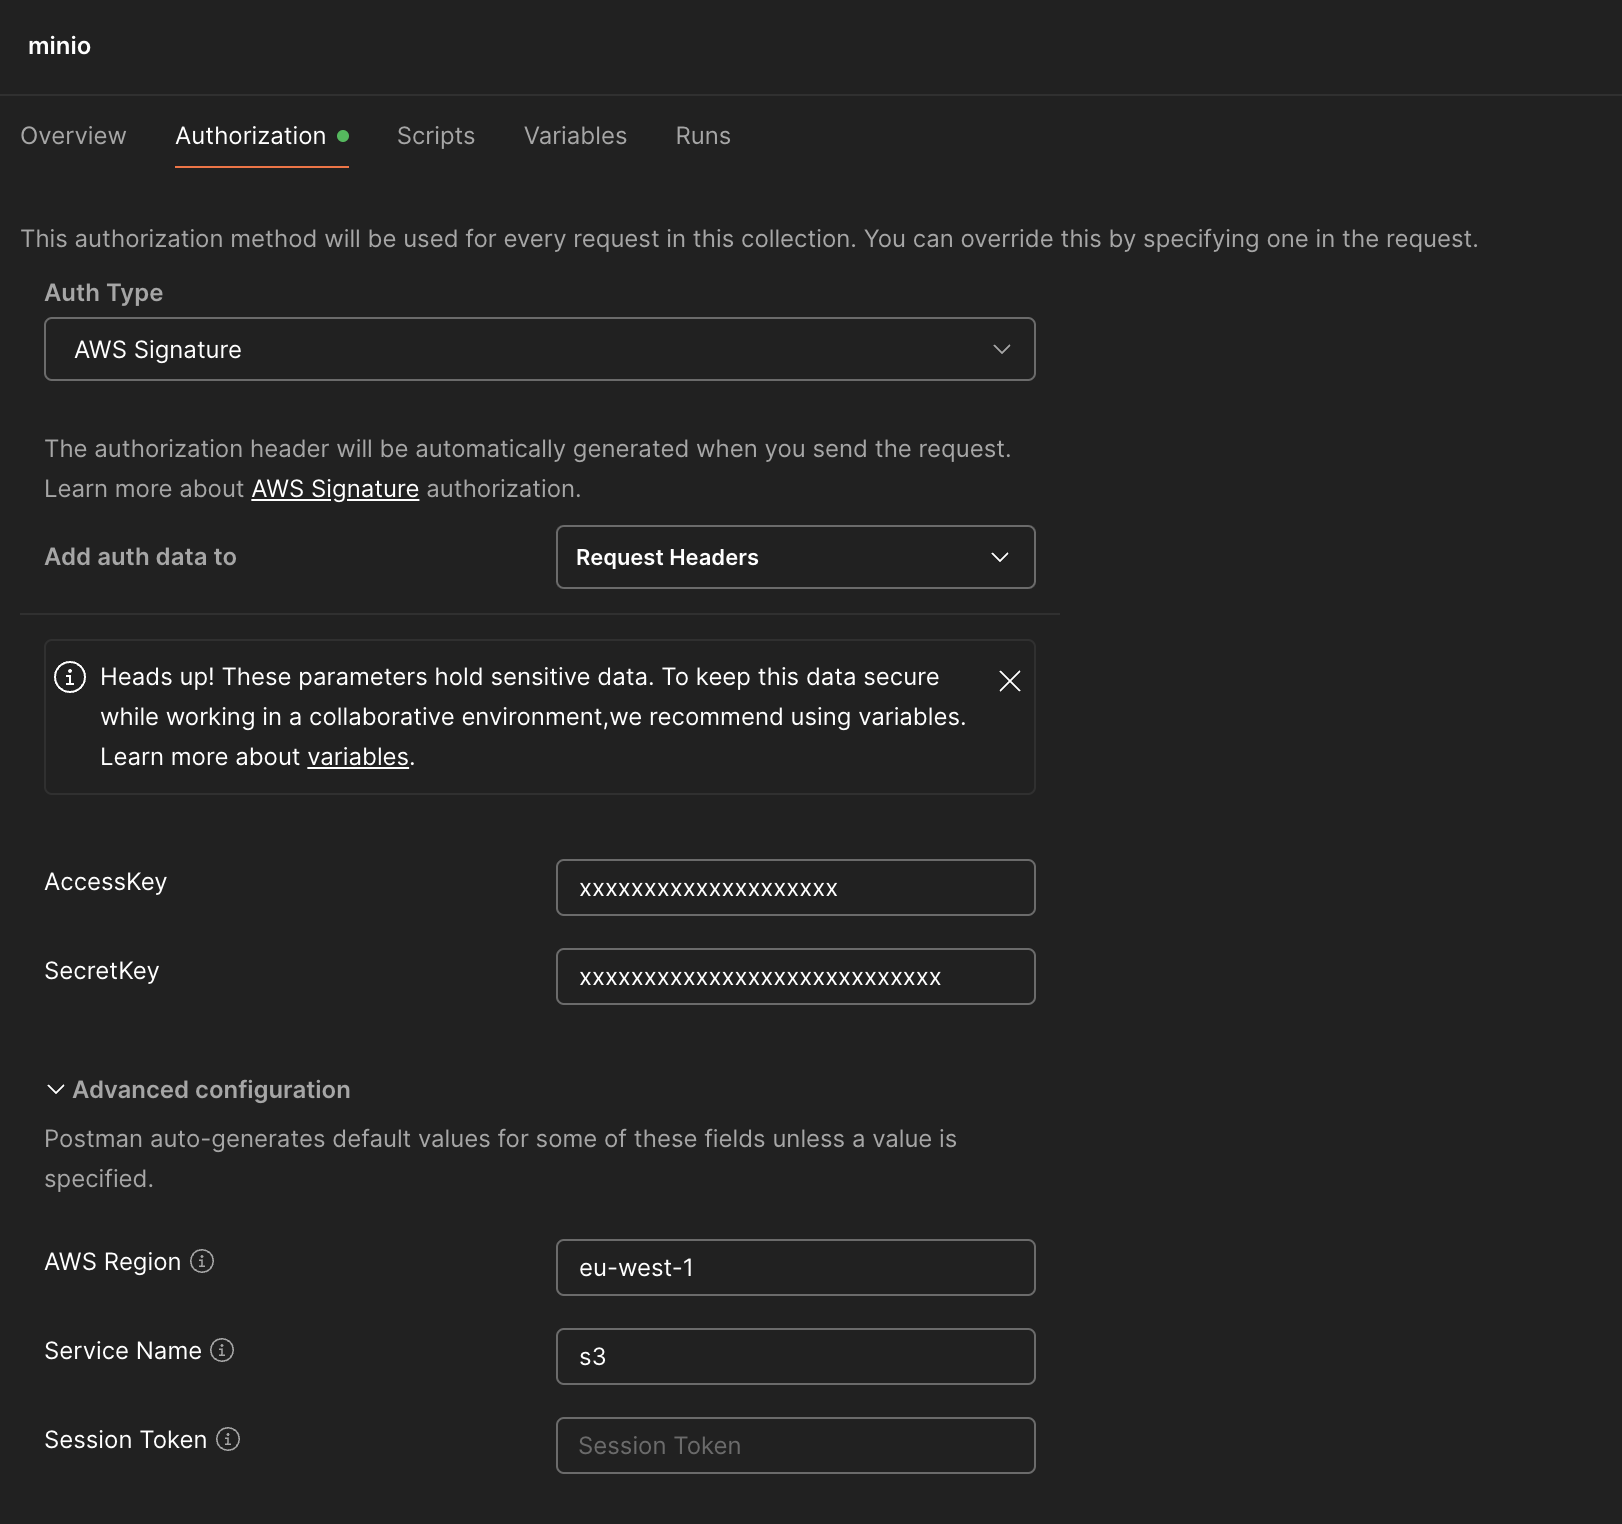 minio
Overview Authorization Scripts Variables Runs
This authorization method will be used for every request in this collection. You can override this by specifying one in the request.
Auth Type
AWS Signature
The authorization header will be automatically generated when you send the request.
Learn more about AWS Signature authorization.
Add auth data to Request Headers
Heads up! These parameters hold sensitive data. To keep this data secure
while working in a collaborative environment,we recommend using variables.
Learn more about variables.
AccessKey xxxxxxxxxxxxxxxxxxxx
SecretKey xxxxxxxxxxxxxxxxxxxxxxxxxxxx
Advanced configuration
Postman auto-generates default values for some of these fields unless a value is
specified.
AWS Region eu-west-1
Service Name s3
Session Token Session Token